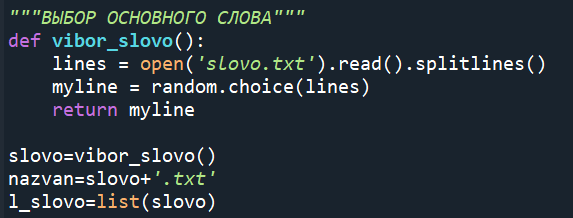 """ВЫБОР ОСНОВНОГО СЛОВА"""
def vibor_slovo():
    lines = open('slovo.txt').read().splitlines()
    myline = random.choice(lines)
    return myline

slovo=vibor_slovo()
nazvan=slovo+'.txt'
l_slovo=list(slovo)